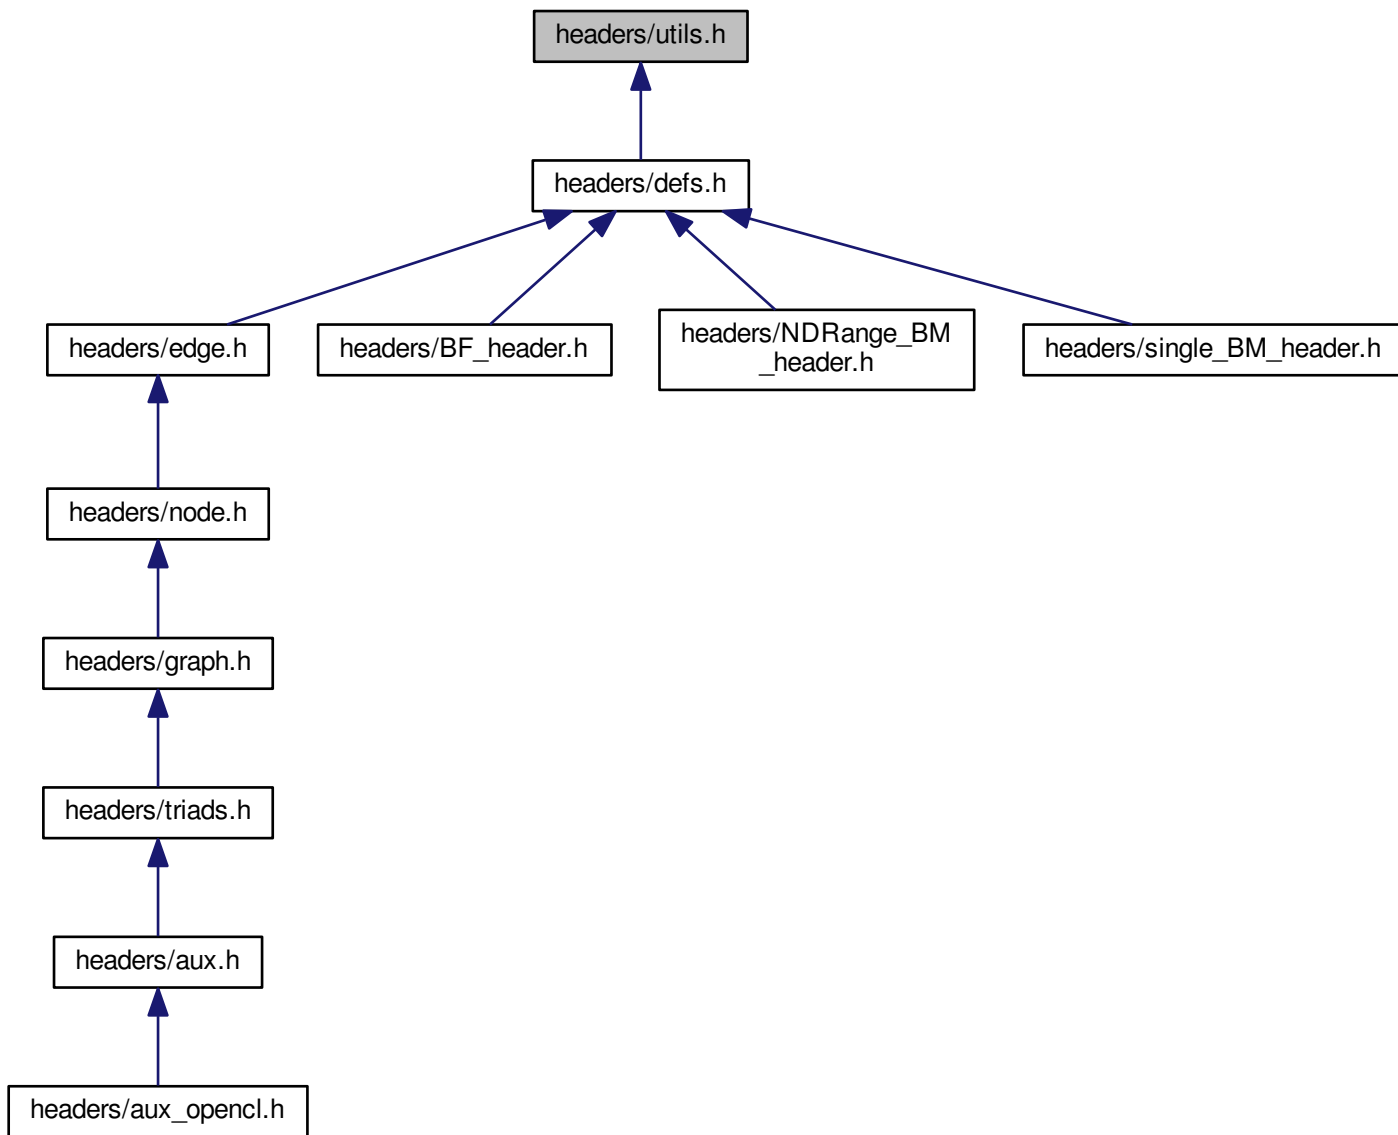 headers/utils.h
headers/defs.h
headers/edge.h
headers/BF_header.h
headers/NDRange_BM
_header.h
headers/single_BM_header.h
headers/node.h
headers/graph.h
headers/triads.h
headers/aux.h
headers/aux_opencl.h